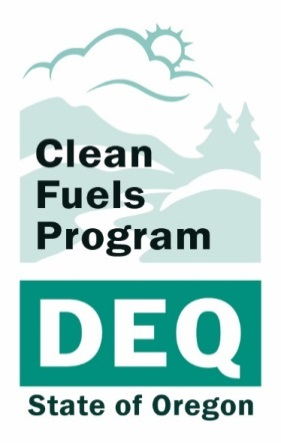 Clean
Fuels
Program
DEQ
State of Oregon